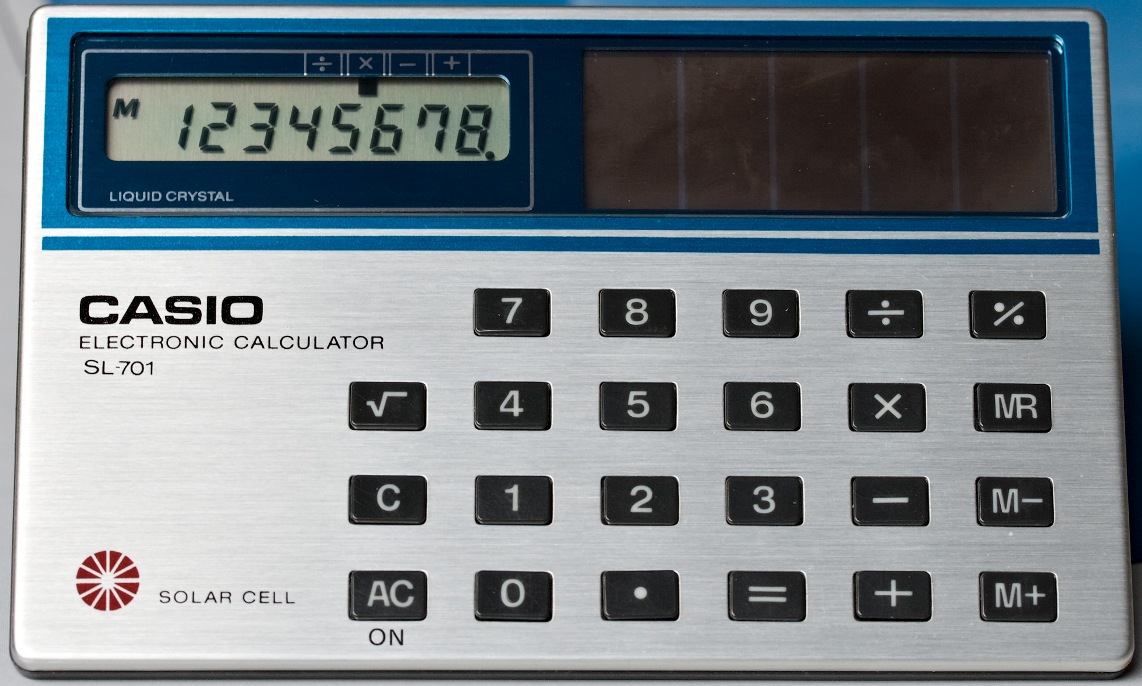 ÷ × − +
M 12345678.
LIQUID CRYSTAL
CASIO
ELECTRONIC CALCULATOR
SL-701
7 8 9 ÷ %
√ 4 5 6 × MR
C 1 2 3 − M−
SOLAR CELL
AC 0 • = + M+
ON